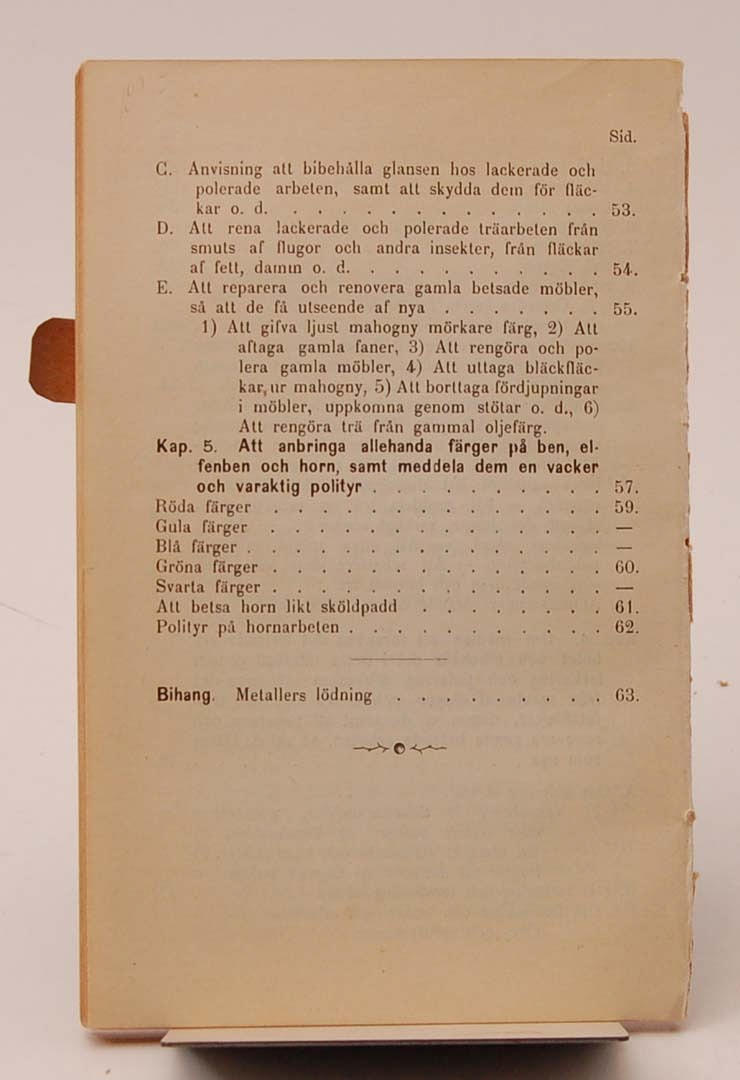 Sid.
C. Anvisning att bibehålla glansen hos lackerade och
polerade arbeten, samt att skydda dem för fläc-
kar o. d. . . . . . . . . . . . . . 53.
D. Att rena lackerade och polerade träarbeten från
smuts af flugor och andra insekter, från fläckar
af fett, damm o. d. . . . . . . . . . . 54.
E. Att reparera och renovera gamla betsade möbler,
så att de få utseende af nya . . . . . . . 55.
1) Att gifva ljust mahogny mörkare färg, 2) Att
aftaga gamla faner, 3) Att rengöra och po-
lera gamla möbler, 4) Att uttaga bläckfläc-
kar, ur mahogny, 5) Att borttaga fördjupningar
i möbler, uppkomna genom stötar o. d., 6)
Att rengöra trä från gammal oljefärg.
Kap. 5. Att anbringa allehanda färger på ben, el-
fenben och horn, samt meddela dem en vacker
och varaktig polityr . . . . . . . . . . 57.
Röda färger . . . . . . . . . . . . . . 59.
Gula färger . . . . . . . . . . . . . . —
Blå färger . . . . . . . . . . . . . . . —
Gröna färger . . . . . . . . . . . . . . 60.
Svarta färger . . . . . . . . . . . . . . —
Att betsa horn likt sköldpadd . . . . . . . . 61.
Polityr på hornarbeten . . . . . . . . . . . 62.
Bihang. Metallers lödning . . . . . . . . . 63.